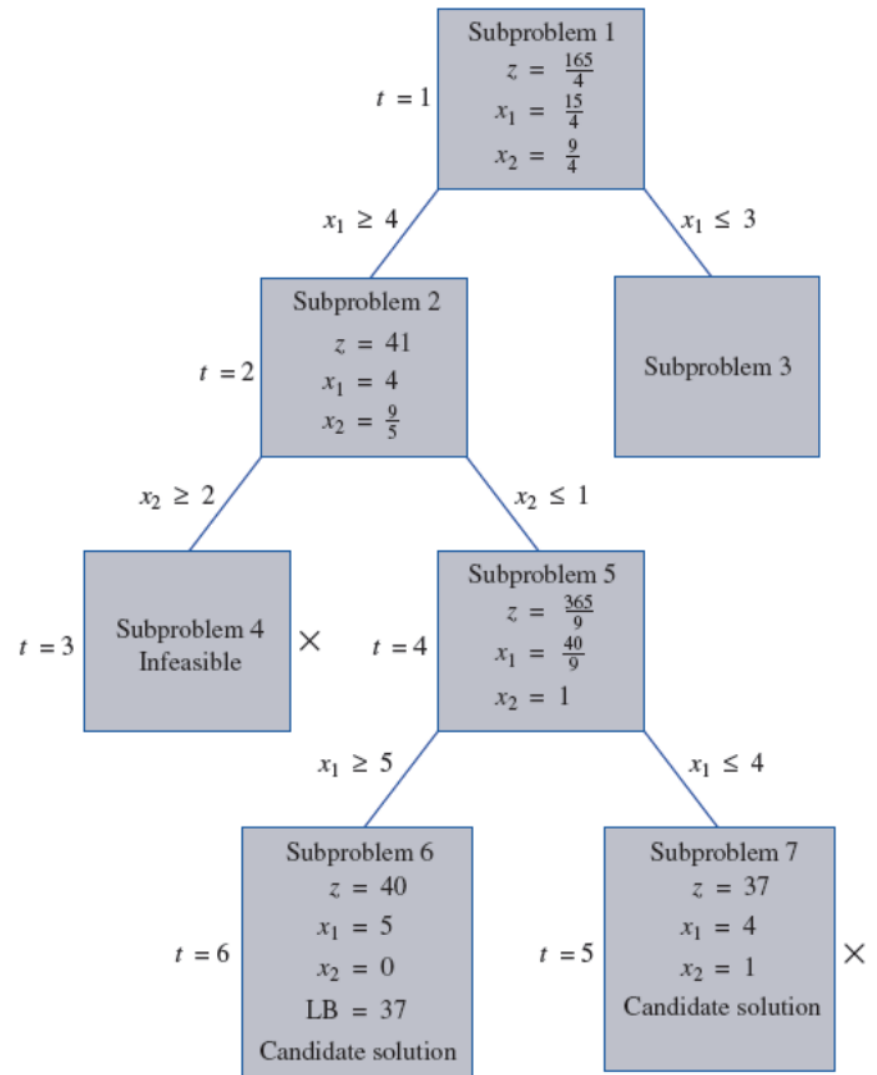 Subproblem 1
z = 165/4
t = 1
x₁ = 15/4
x₂ = 9/4
x₁ ≥ 4
x₁ ≤ 3
Subproblem 2
z = 41
t = 2
x₁ = 4
x₂ = 9/5
Subproblem 3
x₂ ≥ 2
x₂ ≤ 1
t = 3
Subproblem 4
Infeasible
×
t = 4
Subproblem 5
z = 365/9
x₁ = 40/9
x₂ = 1
x₁ ≥ 5
x₁ ≤ 4
t = 6
Subproblem 6
z = 40
x₁ = 5
x₂ = 0
LB = 37
Candidate solution
t = 5
Subproblem 7
z = 37
x₁ = 4
x₂ = 1
Candidate solution
×